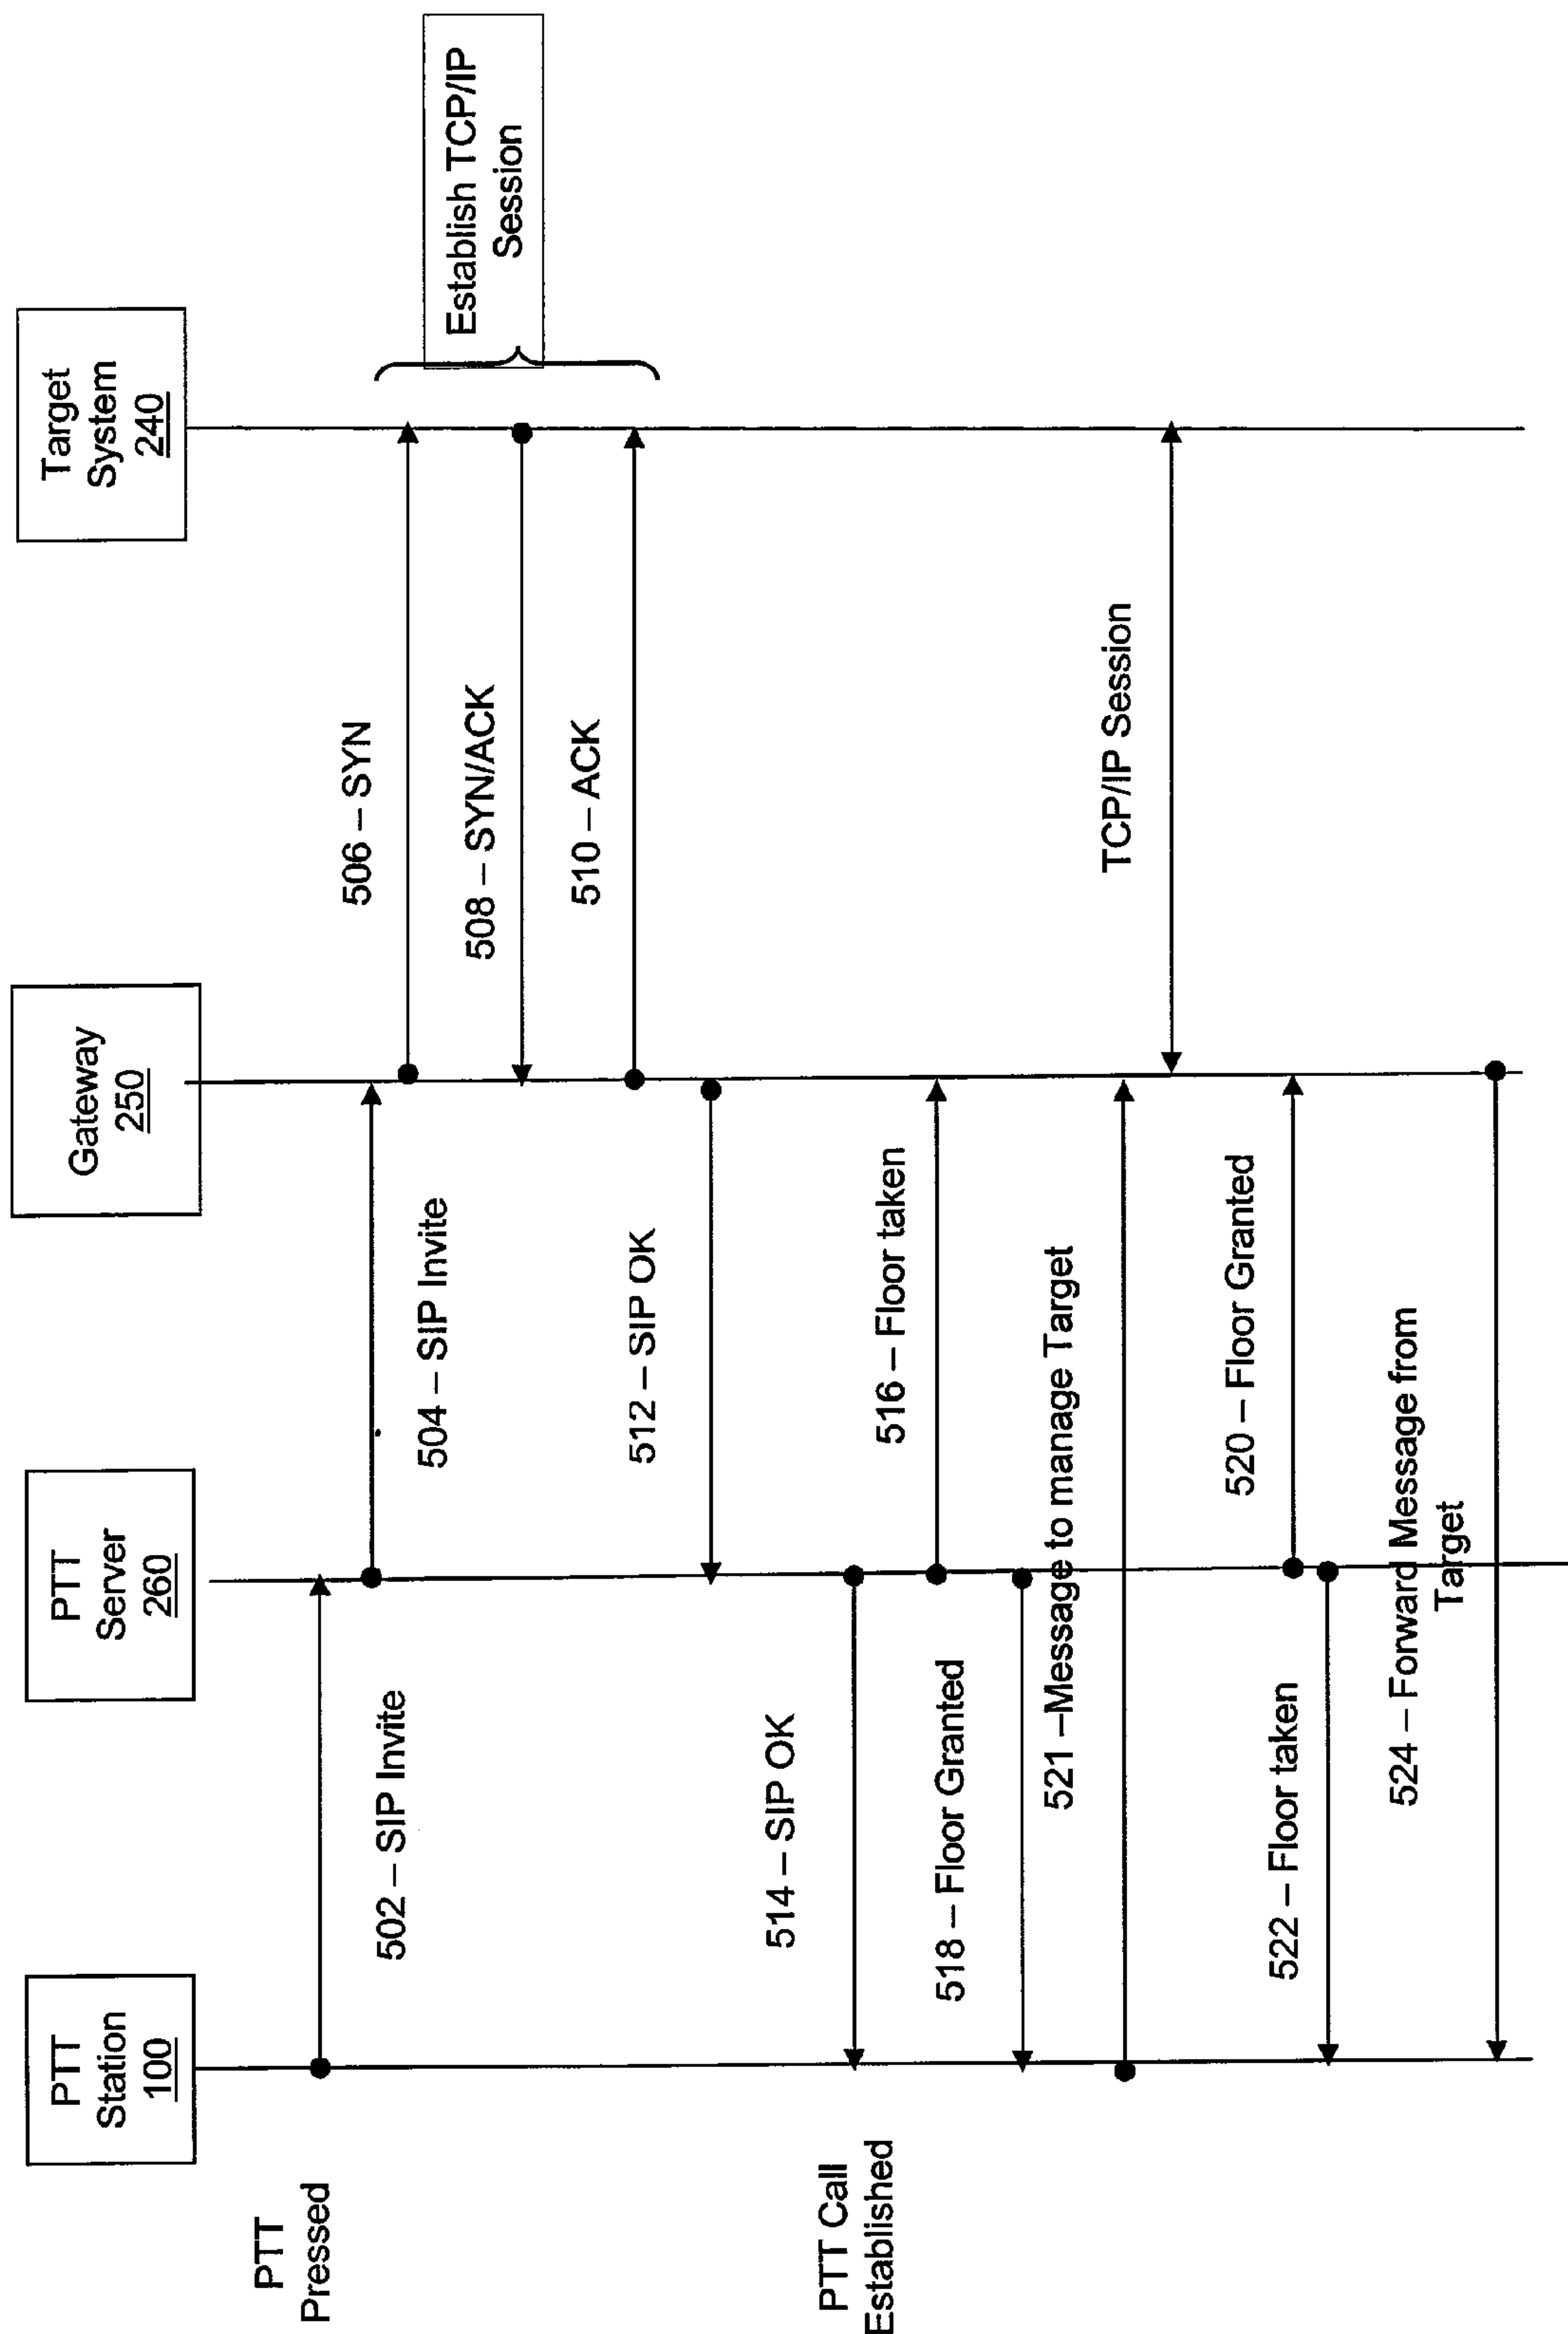 PTT
Station
100
PTT
Server
260
Gateway
250
Target
System
240
PTT
Pressed
502 – SIP Invite
504 – SIP Invite
506 – SYN
508 – SYN/ACK
510 – ACK
Establish TCP/IP
Session
512 – SIP OK
PTT Call
Established
514 – SIP OK
516 – Floor taken
518 – Floor Granted
521 –Message to manage Target
TCP/IP Session
520 – Floor Granted
522 – Floor taken
524 – Forward Message from
Target